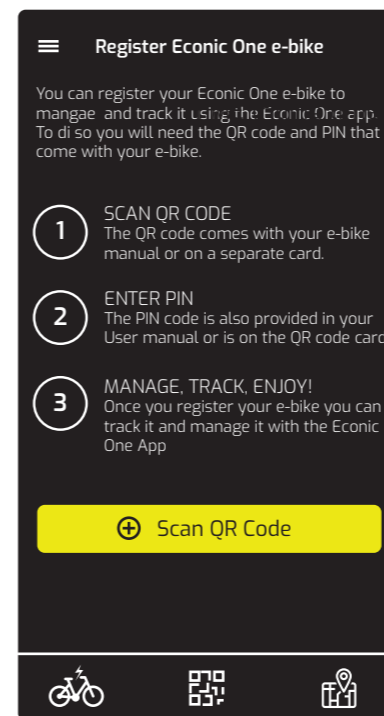 Register Econic One e-bike
You can register your Econic One e-bike to
mangae and track it using the Econic One app.
To di so you will need the QR code and PIN that
come with your e-bike.
1
SCAN QR CODE
The QR code comes with your e-bike
manual or on a separate card.
2
ENTER PIN
The PIN code is also provided in your
User manual or is on the QR code card
3
MANAGE, TRACK, ENJOY!
Once you register your e-bike you can
track it and manage it with the Econic
One App
Scan QR Code